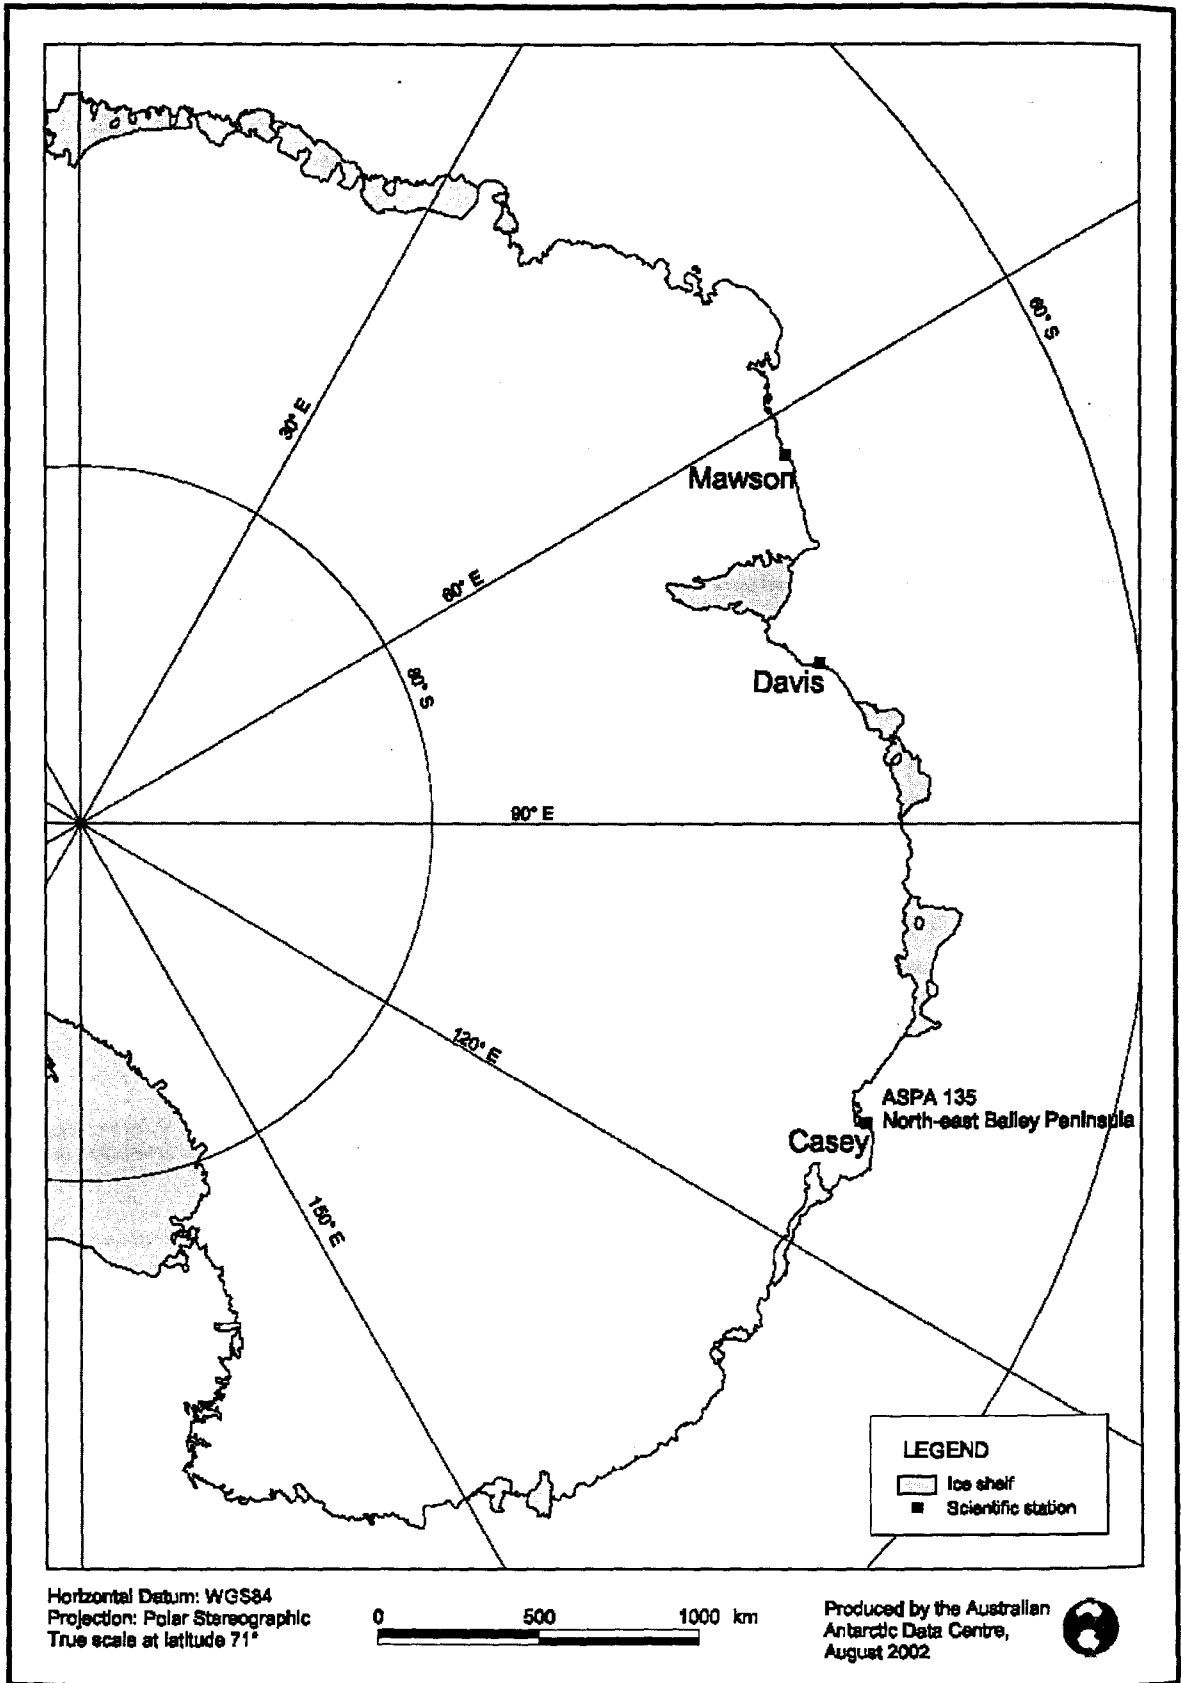 60° S
30° E
Mawson
60° E
80° S
Davis
90° E
120° E
ASPA 135
North-east Bailey Peninsula
Casey
150° E
LEGEND
Ice shelf
Scientific station
Horizontal Datum: WGS84
Projection: Polar Stereographic
True scale at latitude 71°
0 500 1000 km
Produced by the Australian
Antarctic Data Centre,
August 2002